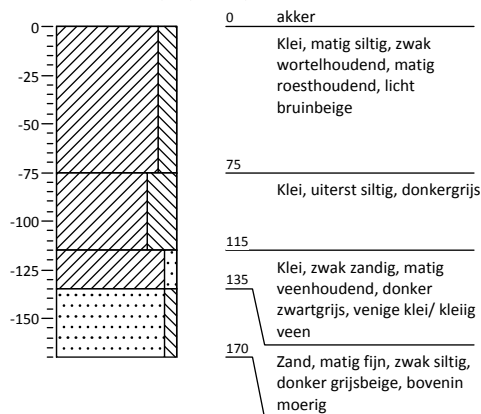 0
-25
-50
-75
-100
-125
-150
0 akker
Klei, matig siltig, zwak
wortelhoudend, matig
roesthoudend, licht
bruinbeige
75
Klei, uiterst siltig, donkergrijs
115
Klei, zwak zandig, matig
veenhoudend, donker
zwartgrijs, venige klei/ kleiig
veen
135
Zand, matig fijn, zwak siltig,
donker grijsbeige, bovenin
moerig
170